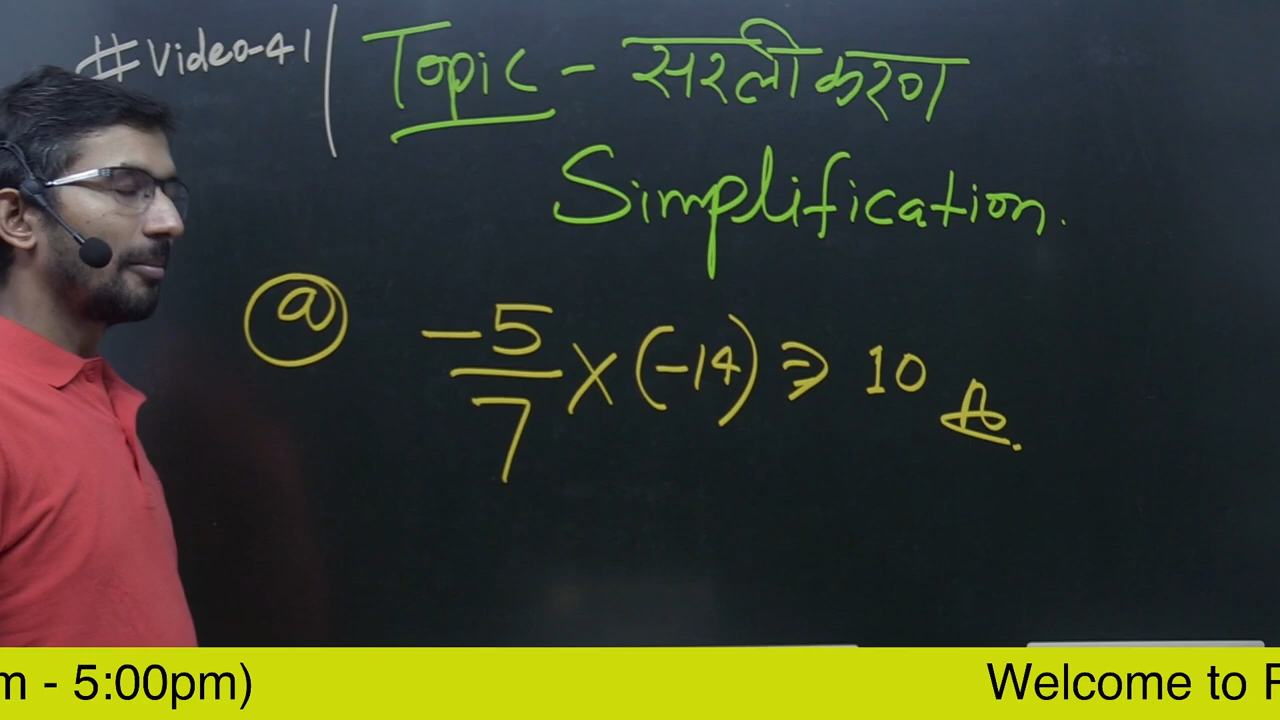 #Video-41
Topic - सरलीकरण
Simplification.
a
-5/7 × (-14) ⇒ 10
m - 5:00pm)
Welcome to